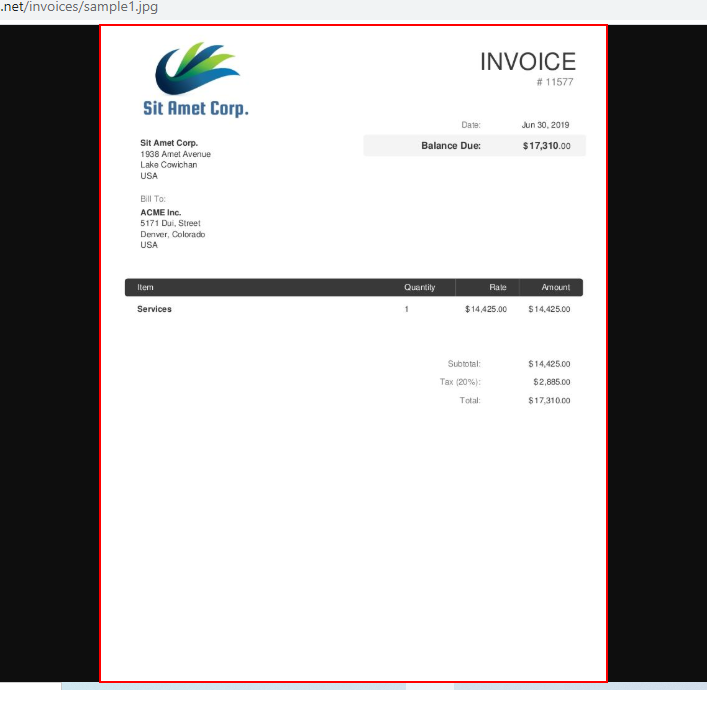 .net/invoices/sample1.jpg
INVOICE
# 11577
Sit Amet Corp.
Date: Jun 30, 2019
Balance Due: $17,310.00
Sit Amet Corp.
1938 Amet Avenue
Lake Cowichan
USA
Bill To:
ACME Inc.
5171 Dui, Street
Denver, Colorado
USA
Item Quantity Rate Amount
Services 1 $14,425.00 $14,425.00
Subtotal: $14,425.00
Tax (20%): $2,885.00
Total: $17,310.00